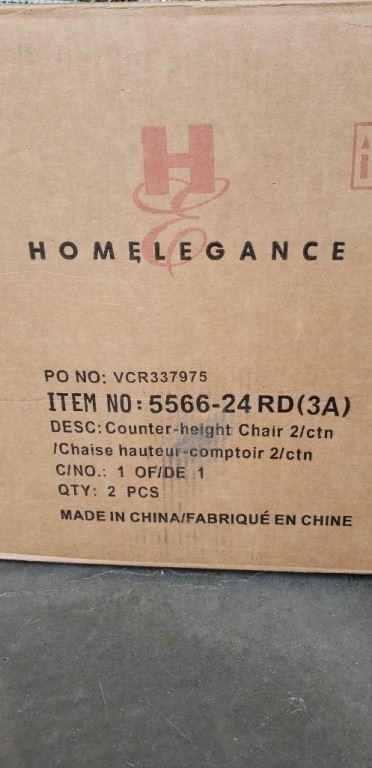 H
E
HOMELEGANCE
PO NO: VCR337975
ITEM NO: 5566-24 RD(3A)
DESC: Counter-height Chair 2/ctn
/Chaise hauteur-comptoir 2/ctn
C/NO.: 1 OF/DE 1
QTY: 2 PCS
MADE IN CHINA/FABRIQUÉ EN CHINE